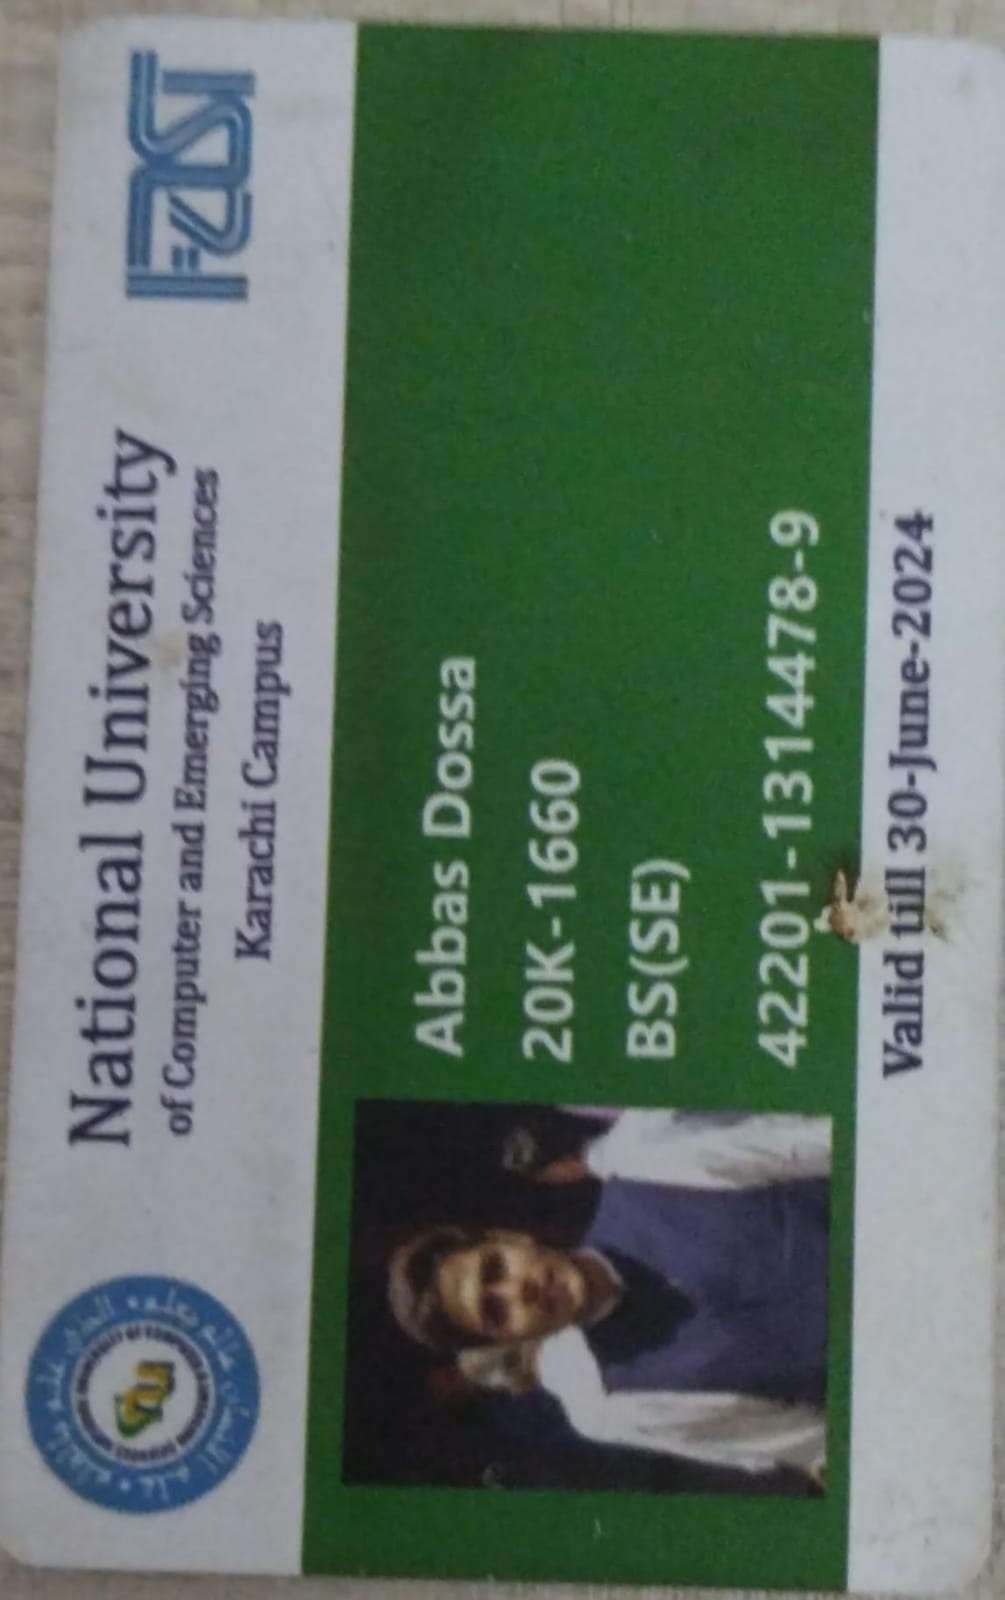 National University
of Computer and Emerging Sciences
Karachi Campus
FAST
Abbas Dossa
20K-1660
BS(SE)
42201-1314478-9
Valid till 30-June-2024